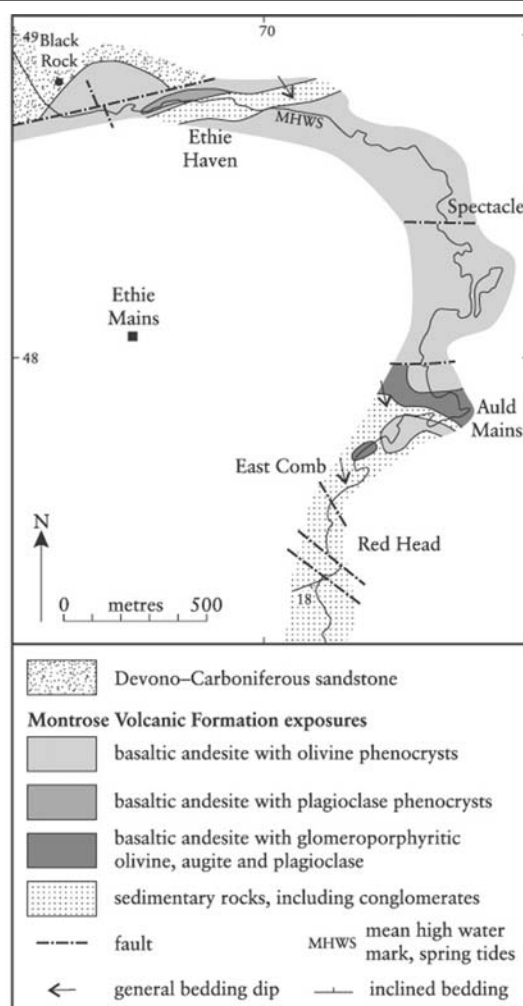 49
70
Black
Rock
Ethie
Haven
MHWS
Spectacle
Ethie
Mains
48
Auld
Mains
East Comb
N
Red Head
0 metres 500
18
Devono–Carboniferous sandstone
Montrose Volcanic Formation exposures
basaltic andesite with olivine phenocrysts
basaltic andesite with plagioclase phenocrysts
basaltic andesite with glomeroporphyritic
olivine, augite and plagioclase
sedimentary rocks, including conglomerates
fault
MHWS mean high water
mark, spring tides
general bedding dip
inclined bedding